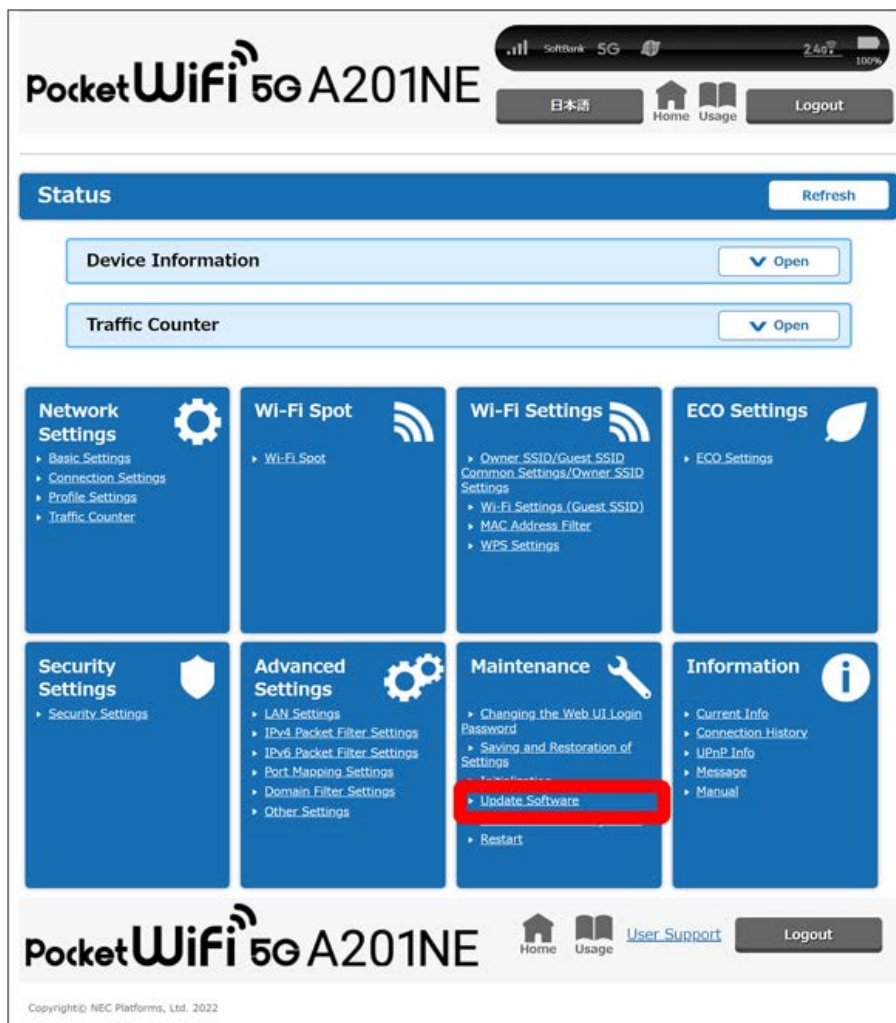 SoftBank 5G 2.4G 100%
Pocket WiFi 5G A201NE
日本語 Home Usage Logout
Status Refresh
Device Information Open
Traffic Counter Open
Network
Settings
Basic Settings
Connection Settings
Profile Settings
Traffic Counter
Wi-Fi Spot
Wi-Fi Spot
Wi-Fi Settings
Owner SSID/Guest SSID
Common Settings/Owner SSID
Settings
Wi-Fi Settings (Guest SSID)
MAC Address Filter
WPS Settings
ECO Settings
ECO Settings
Security
Settings
Security Settings
Advanced
Settings
LAN Settings
IPv4 Packet Filter Settings
IPv6 Packet Filter Settings
Port Mapping Settings
Domain Filter Settings
Other Settings
Maintenance
Changing the Web UI Login
Password
Saving and Restoration of
Settings
Update Software
Restart
Information
Current Info
Connection History
UPnP Info
Message
Manual
Pocket WiFi 5G A201NE
Home Usage User Support Logout
Copyright© NEC Platforms, Ltd. 2022